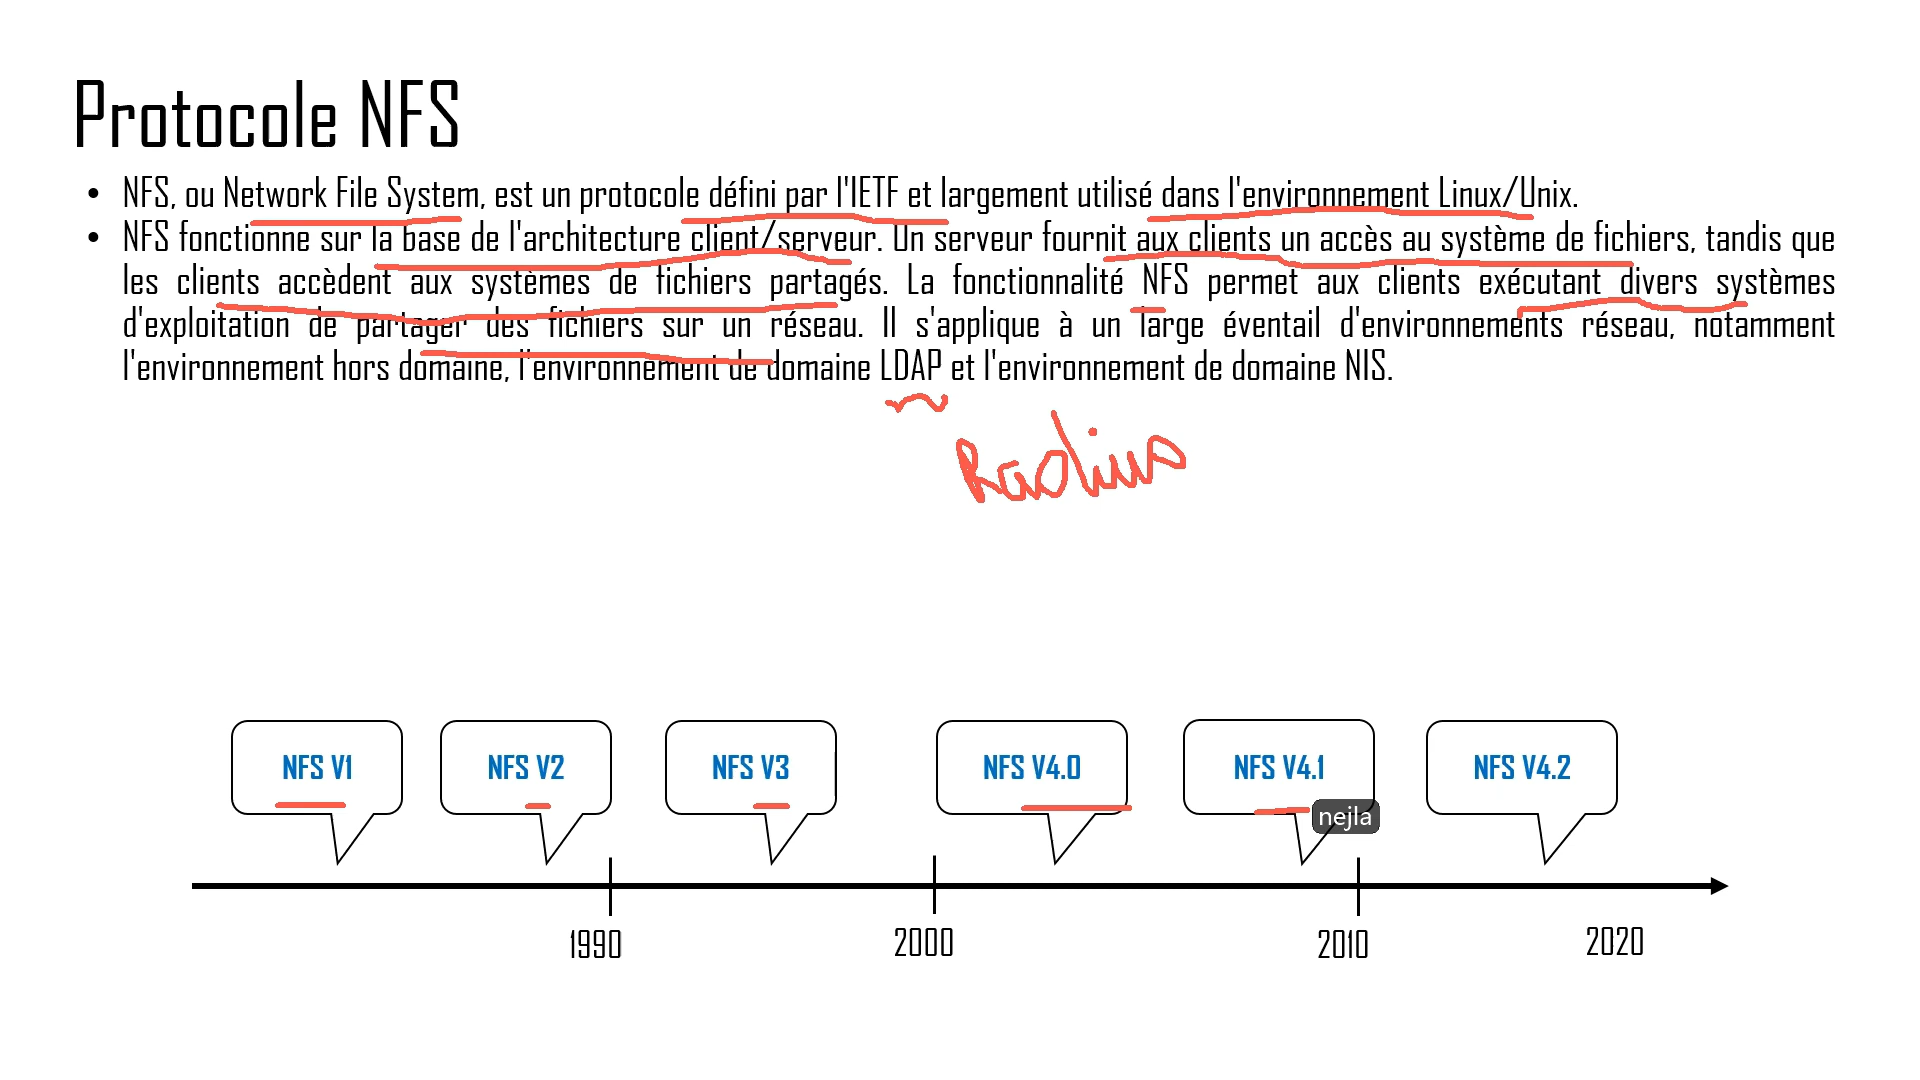 Protocole NFS
• NFS, ou Network File System, est un protocole défini par l'IETF et largement utilisé dans l'environnement Linux/Unix.
• NFS fonctionne sur la base de l'architecture client/serveur. Un serveur fournit aux clients un accès au système de fichiers, tandis que
les clients accèdent aux systèmes de fichiers partagés. La fonctionnalité NFS permet aux clients exécutant divers systèmes
d'exploitation de partager des fichiers sur un réseau. Il s'applique à un large éventail d'environnements réseau, notamment
l'environnement hors domaine, l'environnement de domaine LDAP et l'environnement de domaine NIS.
Radius
NFS V1 NFS V2 NFS V3 NFS V4.0 NFS V4.1 NFS V4.2
nejla
1990 2000 2010 2020